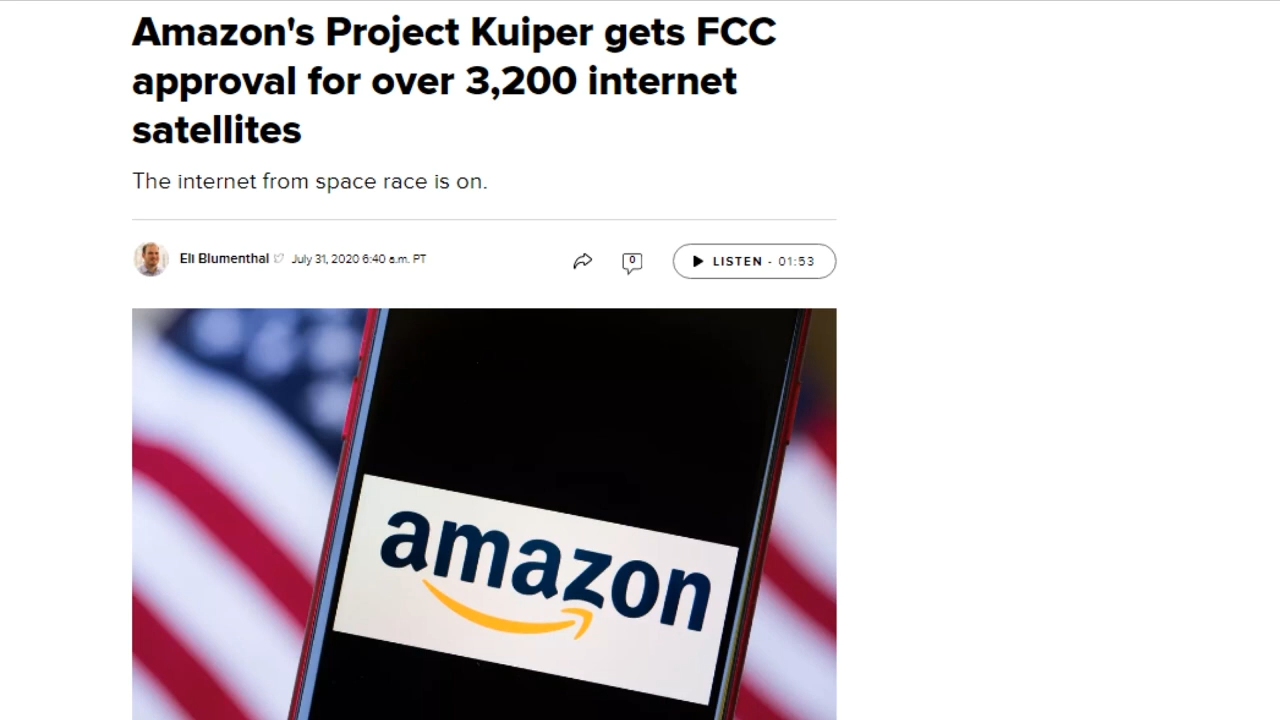 Amazon's Project Kuiper gets FCC
approval for over 3,200 internet
satellites
The internet from space race is on.
Eli Blumenthal July 31, 2020 6:40 a.m. PT
0
LISTEN - 01:53
amazon